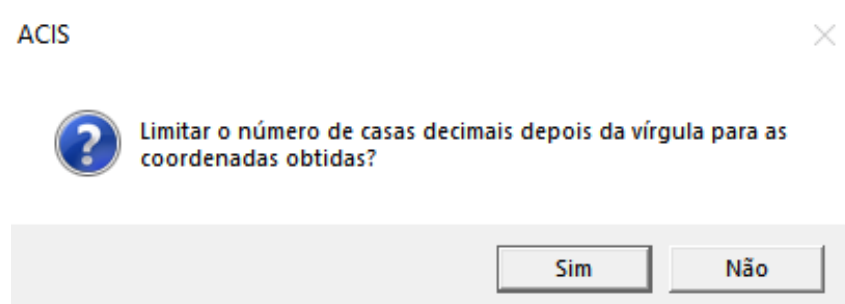 ACIS
Limitar o número de casas decimais depois da vírgula para as
coordenadas obtidas?
Sim
Não